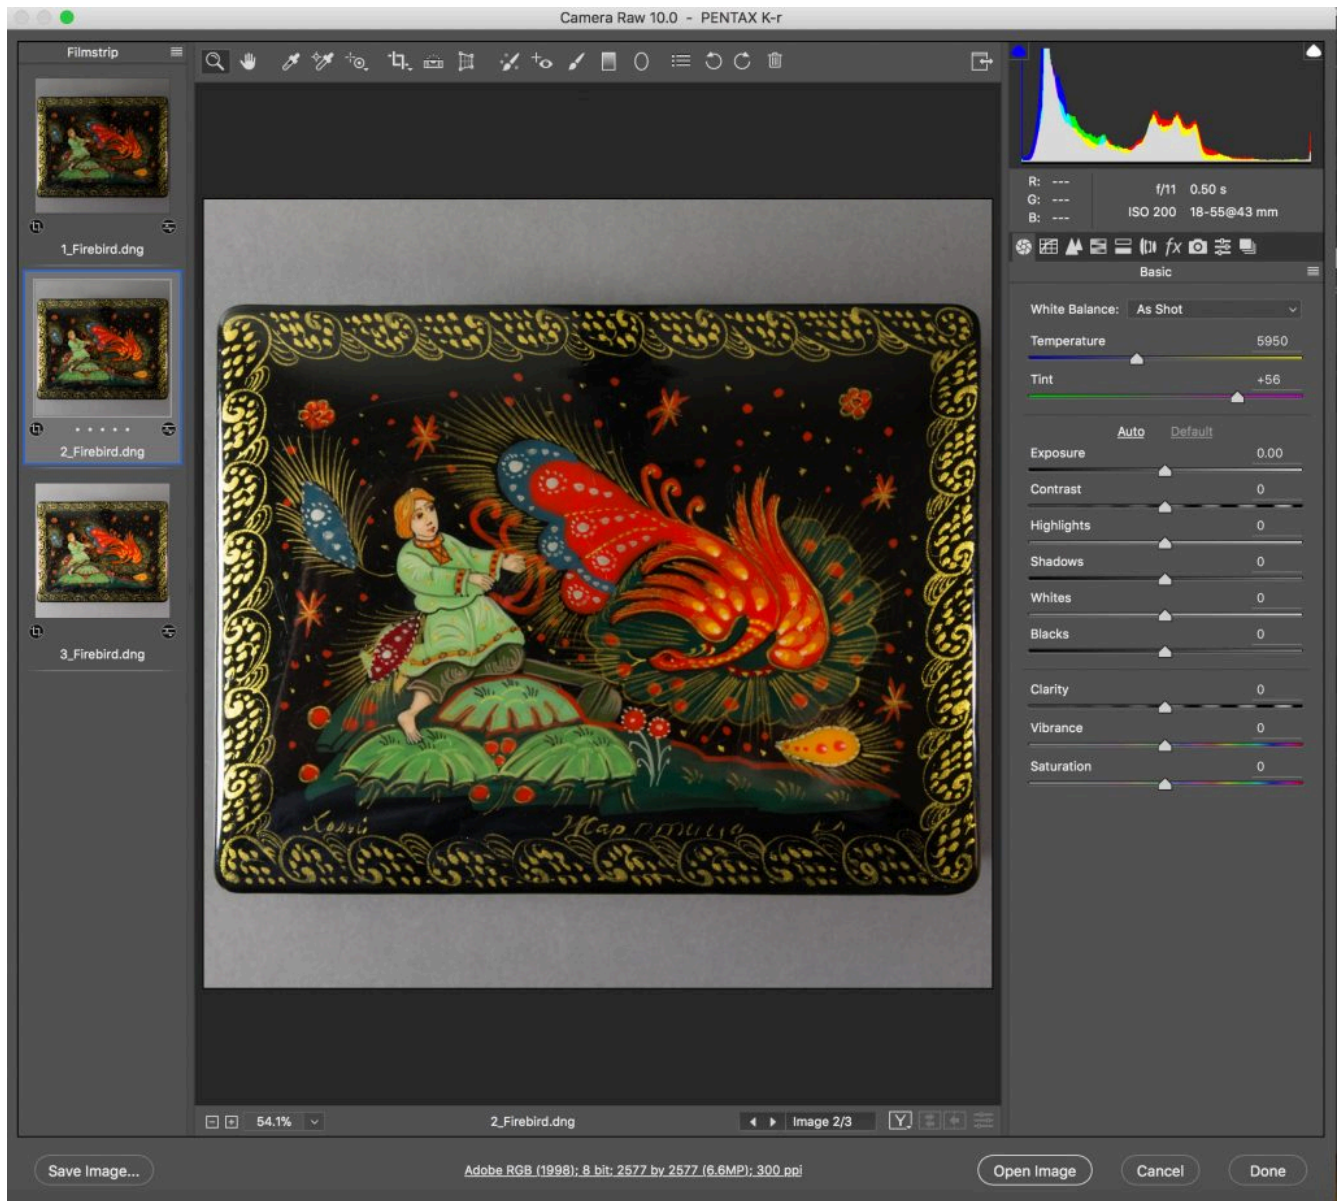 Camera Raw 10.0 - PENTAX K-r
Filmstrip
1_Firebird.dng
2_Firebird.dng
3_Firebird.dng
Холуй
Жар птица
R: ---
G: ---
B: ---
f/11 0.50 s
ISO 200 18-55@43 mm
fx
Basic
White Balance: As Shot
Temperature 5950
Tint +56
Auto Default
Exposure 0.00
Contrast 0
Highlights 0
Shadows 0
Whites 0
Blacks 0
Clarity 0
Vibrance 0
Saturation 0
54.1%
2_Firebird.dng
Image 2/3
Y
Save Image...
Adobe RGB (1998); 8 bit; 2577 by 2577 (6.6MP); 300 ppi
Open Image
Cancel
Done